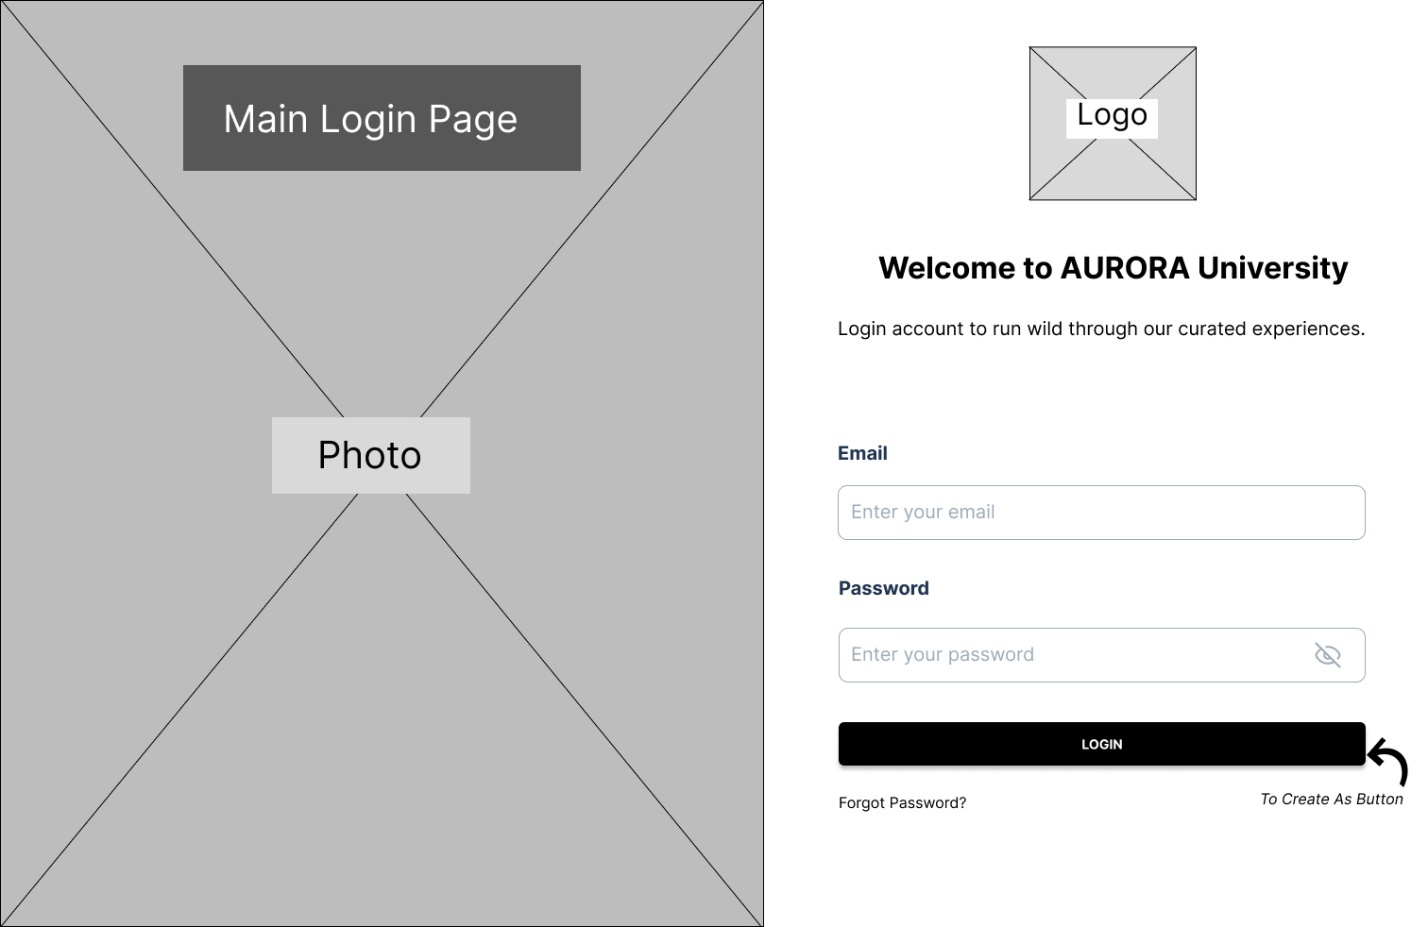 Main Login Page
Photo
Logo
Welcome to AURORA University
Login account to run wild through our curated experiences.
Email
Enter your email
Password
Enter your password
LOGIN
Forgot Password?
To Create As Button